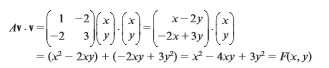 Av · v = ( 1 −2 −2 3 ) ( x y ) · ( x y ) = ( x − 2y −2x + 3y ) · ( x y )
= (x² − 2xy) + (−2xy + 3y²) = x² − 4xy + 3y² = F(x, y)